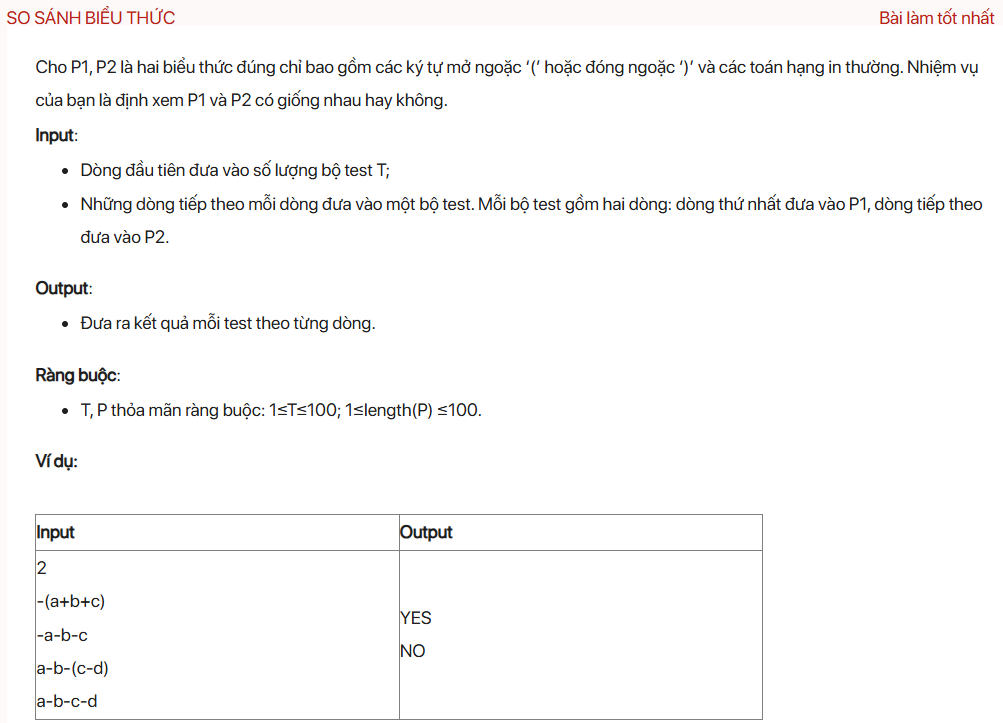 SO SÁNH BIỂU THỨC
Bài làm tốt nhất
Cho P1, P2 là hai biểu thức đúng chỉ bao gồm các ký tự mở ngoặc ‘(’ hoặc đóng ngoặc ‘)’ và các toán hạng in thường. Nhiệm vụ
của bạn là định xem P1 và P2 có giống nhau hay không.
Input:
• Dòng đầu tiên đưa vào số lượng bộ test T;
• Những dòng tiếp theo mỗi dòng đưa vào một bộ test. Mỗi bộ test gồm hai dòng: dòng thứ nhất đưa vào P1, dòng tiếp theo
đưa vào P2.
Output:
• Đưa ra kết quả mỗi test theo từng dòng.
Ràng buộc:
• T, P thỏa mãn ràng buộc: 1≤T≤100; 1≤length(P) ≤100.
Ví dụ:
Input
Output
2
-(a+b+c)
-a-b-c
a-b-(c-d)
a-b-c-d
YES
NO